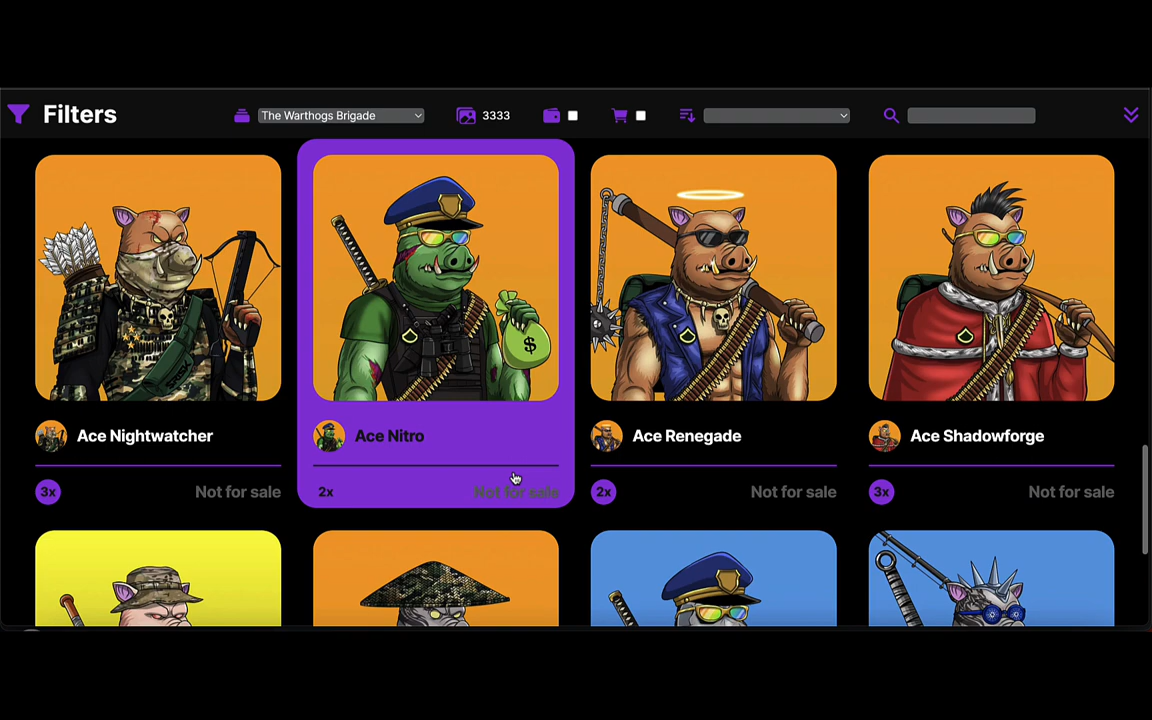 Filters
The Warthogs Brigade
3333
$
Ace Nightwatcher
Ace Nitro
Ace Renegade
Ace Shadowforge
3x
Not for sale
2x
Not for sale
2x
Not for sale
3x
Not for sale